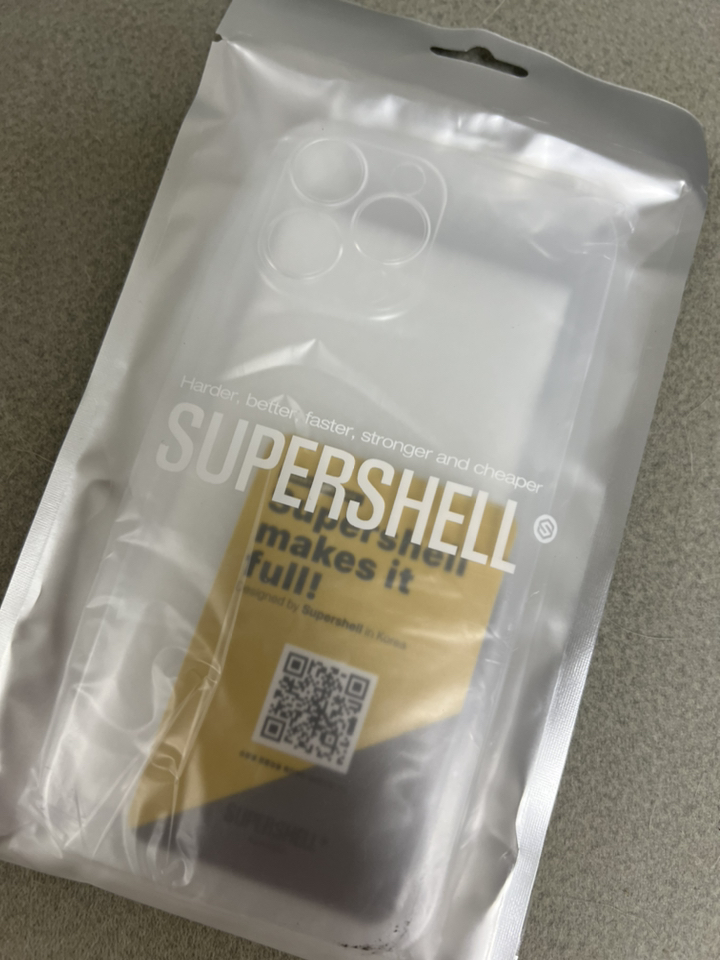 Harder, better, faster, stronger and cheaper
SUPERSHELL
Supershell
makes it
full!
Designed by Supershell in Korea
SUPERSHELL